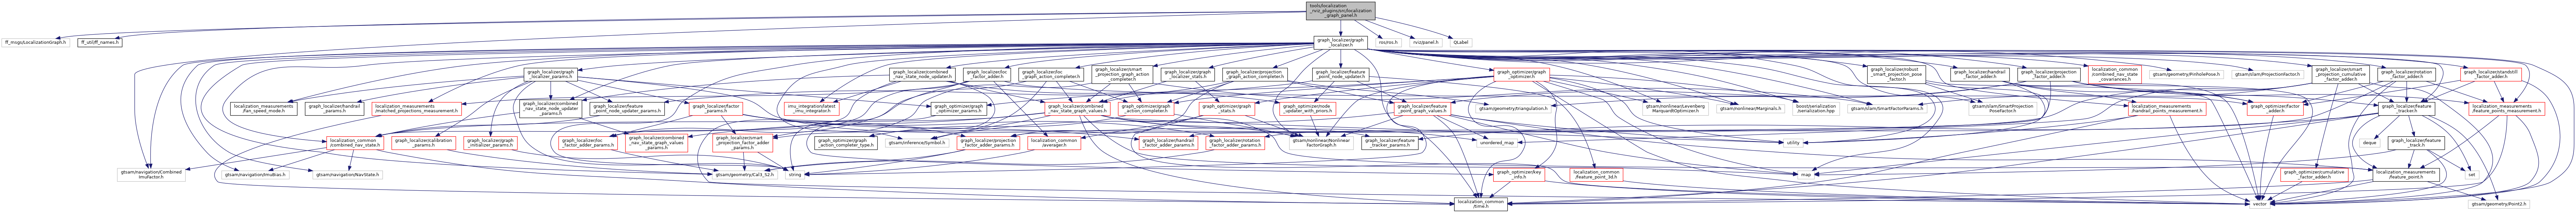 tools/localization
_rviz_plugins/src/localization
_graph_panel.h
ff_msgs/LocalizationGraph.h
ff_util/ff_names.h
graph_localizer/graph
_localizer.h
ros/ros.h
rviz/panel.h
QLabel
graph_localizer/graph
_localizer_params.h
graph_localizer/combined
_nav_state_node_updater.h
graph_localizer/loc
_factor_adder.h
graph_localizer/loc
_graph_action_completer.h
graph_localizer/smart
_projection_graph_action
_completer.h
graph_localizer/graph
_localizer_stats.h
graph_localizer/projection
_graph_action_completer.h
graph_localizer/feature
_point_node_updater.h
graph_optimizer/graph
_optimizer.h
graph_localizer/robust
_smart_projection_pose
_factor.h
graph_localizer/handrail
_factor_adder.h
graph_localizer/projection
_factor_adder.h
localization_common
/combined_nav_state
_covariances.h
gtsam/geometry/PinholePose.h
gtsam/slam/ProjectionFactor.h
graph_localizer/smart
_projection_cumulative
_factor_adder.h
graph_localizer/rotation
_factor_adder.h
graph_localizer/standstill
_factor_adder.h
localization_measurements
/fan_speed_mode.h
graph_localizer/handrail
_params.h
localization_measurements
/matched_projections_measurement.h
graph_localizer/combined
_nav_state_node_updater
_params.h
graph_localizer/feature
_point_node_updater_params.h
graph_localizer/factor
_params.h
imu_integration/latest
_imu_integrator.h
graph_optimizer/graph
_optimizer_params.h
graph_localizer/combined
_nav_state_graph_values.h
graph_optimizer/graph
_action_completer.h
graph_optimizer/graph
_stats.h
graph_optimizer/node
_updater_with_priors.h
graph_localizer/feature
_point_graph_values.h
gtsam/geometry/triangulation.h
gtsam/nonlinear/Levenberg
MarquardtOptimizer.h
gtsam/nonlinear/Marginals.h
boost/serialization
/serialization.hpp
gtsam/slam/SmartFactorParams.h
gtsam/slam/SmartProjection
PoseFactor.h
localization_measurements
/handrail_points_measurement.h
graph_optimizer/factor
_adder.h
graph_localizer/feature
_tracker.h
localization_measurements
/feature_points_measurement.h
localization_common
/combined_nav_state.h
graph_localizer/calibration
_params.h
graph_localizer/graph
_initializer_params.h
graph_localizer/loc
_factor_adder_params.h
graph_localizer/combined
_nav_state_graph_values
_params.h
graph_localizer/smart
_projection_factor_adder
_params.h
graph_optimizer/graph
_action_completer_type.h
gtsam/inference/Symbol.h
graph_localizer/projection
_factor_adder_params.h
localization_common
/averager.h
graph_localizer/handrail
_factor_adder_params.h
graph_localizer/rotation
_factor_adder_params.h
gtsam/nonlinear/Nonlinear
FactorGraph.h
graph_localizer/feature
_tracker_params.h
unordered_map
utility
deque
graph_localizer/feature
_track.h
gtsam/navigation/Combined
ImuFactor.h
gtsam/navigation/ImuBias.h
gtsam/navigation/NavState.h
gtsam/geometry/Cal3_S2.h
string
graph_optimizer/key
_info.h
localization_common
/feature_point_3d.h
map
graph_optimizer/cumulative
_factor_adder.h
localization_measurements
/feature_point.h
set
localization_common
/time.h
vector
gtsam/geometry/Point2.h